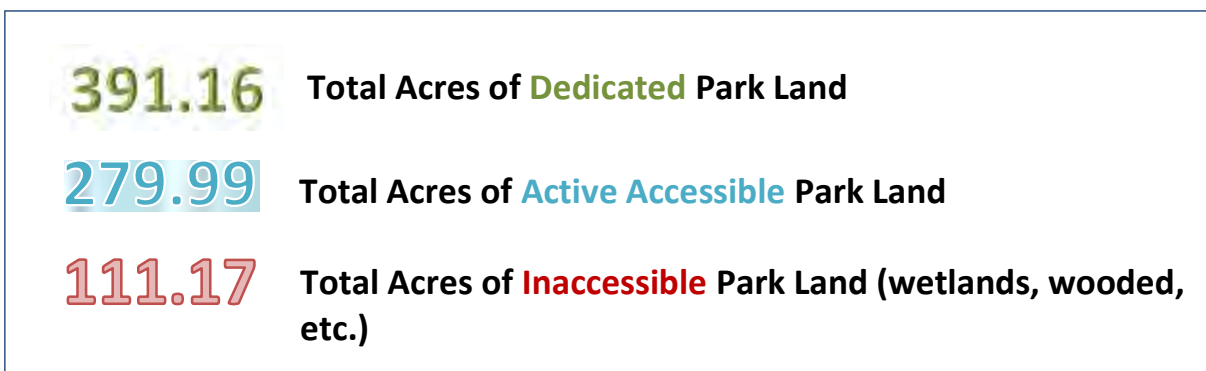 391.16 Total Acres of Dedicated Park Land
279.99 Total Acres of Active Accessible Park Land
111.17 Total Acres of Inaccessible Park Land (wetlands, wooded,
etc.)